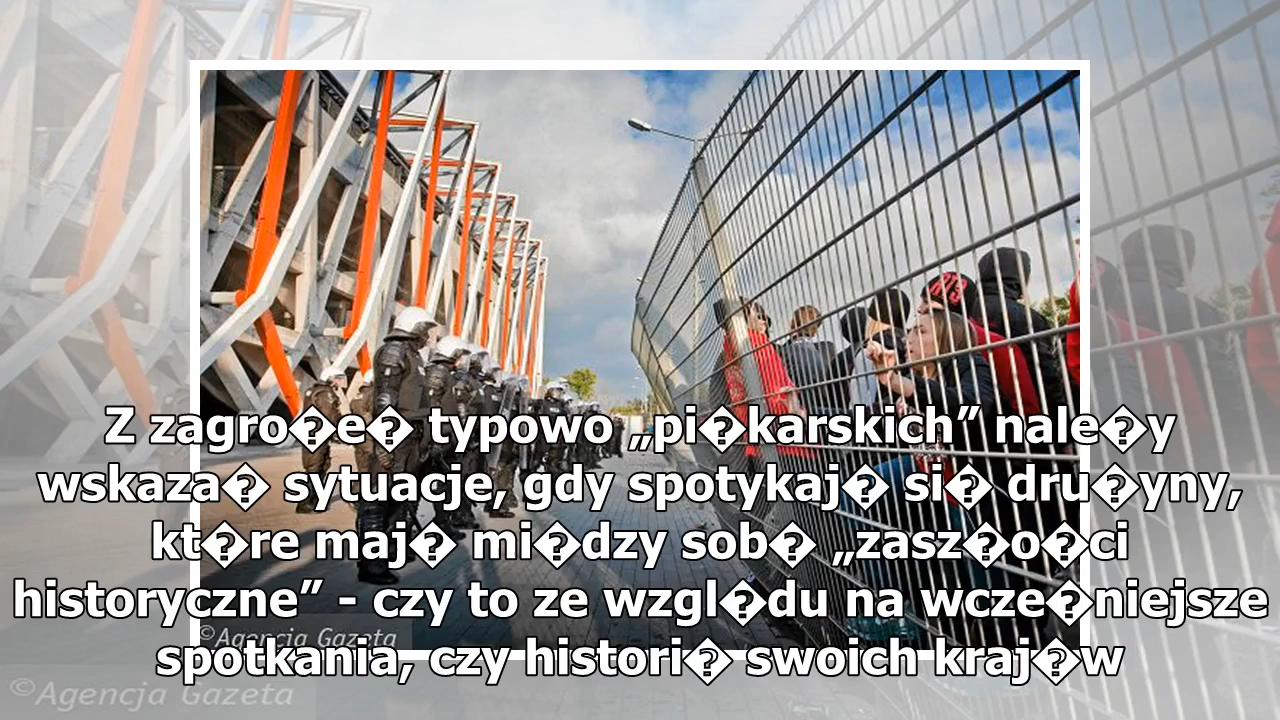 Z zagro�e� typowo „pi�karskich” nale�y
wskaza� sytuacje, gdy spotykaj� si� dru�yny,
kt�re maj� mi�dzy sob� „zasz�o�ci
historyczne” - czy to ze wzgl�du na wcze�niejsze
©Agencja Gazeta
spotkania, czy histori� swoich kraj�w
©Agencja Gazeta